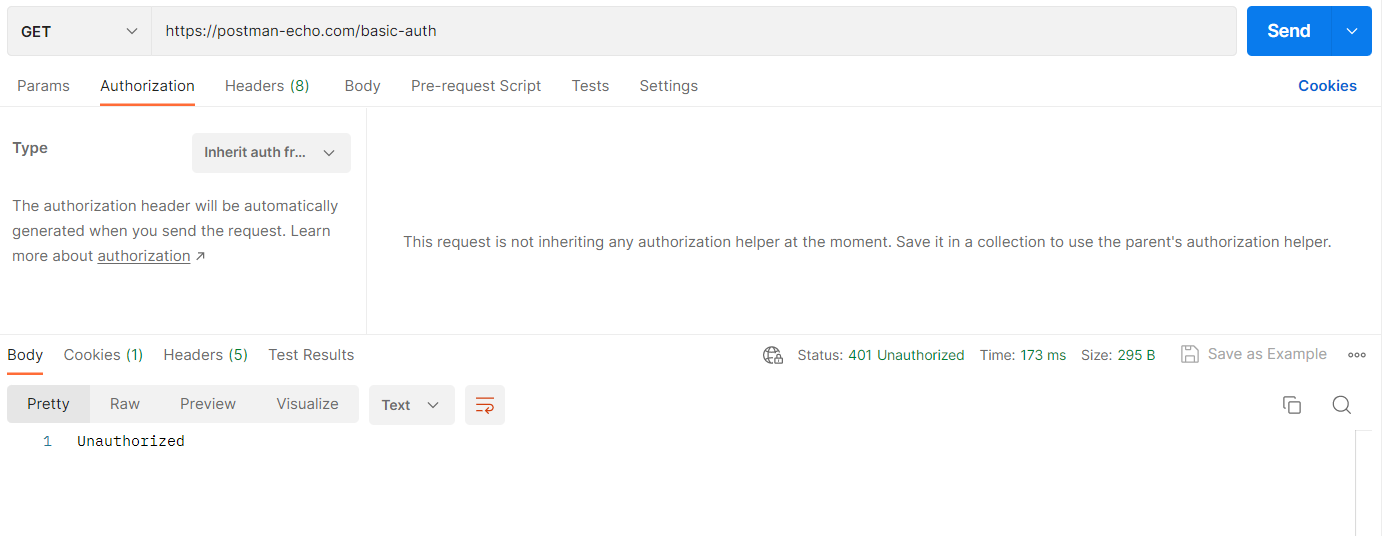 GET https://postman-echo.com/basic-auth Send
Params Authorization Headers (8) Body Pre-request Script Tests Settings Cookies
Type Inherit auth fr...
The authorization header will be automatically
generated when you send the request. Learn
more about authorization ↗
This request is not inheriting any authorization helper at the moment. Save it in a collection to use the parent's authorization helper.
Body Cookies (1) Headers (5) Test Results Status: 401 Unauthorized Time: 173 ms Size: 295 B Save as Example
Pretty Raw Preview Visualize Text
1 Unauthorized